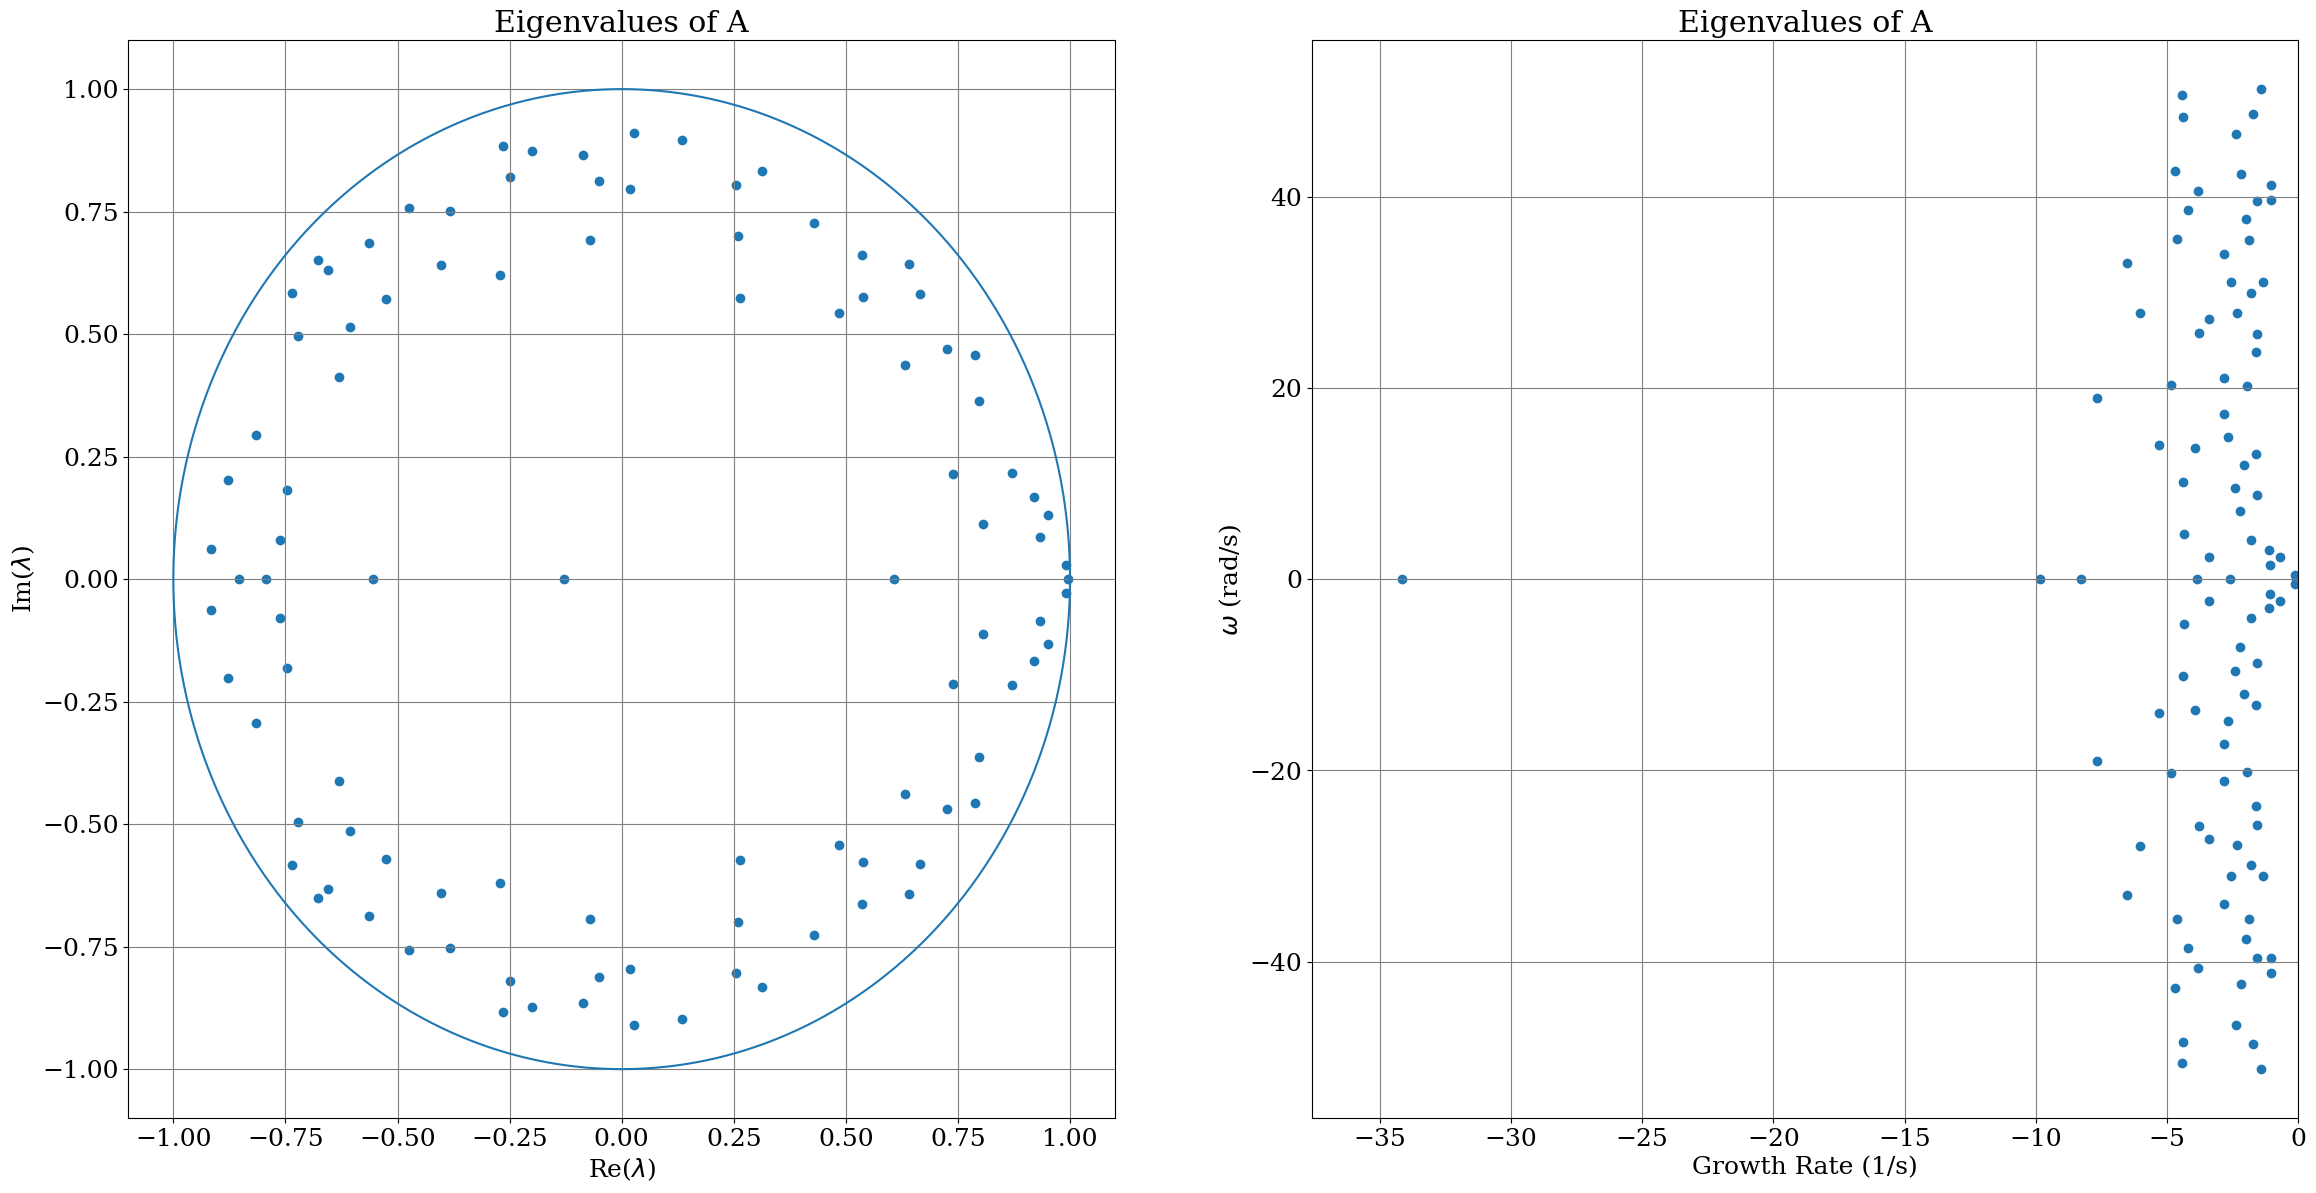 Eigenvalues of A
1.00
0.75
0.50
0.25
0.00
−0.25
−0.50
−0.75
−1.00
Im(λ)
−1.00 −0.75 −0.50 −0.25 0.00 0.25 0.50 0.75 1.00
Re(λ)
Eigenvalues of A
40
20
0
−20
−40
ω (rad/s)
−35 −30 −25 −20 −15 −10 −5 0
Growth Rate (1/s)